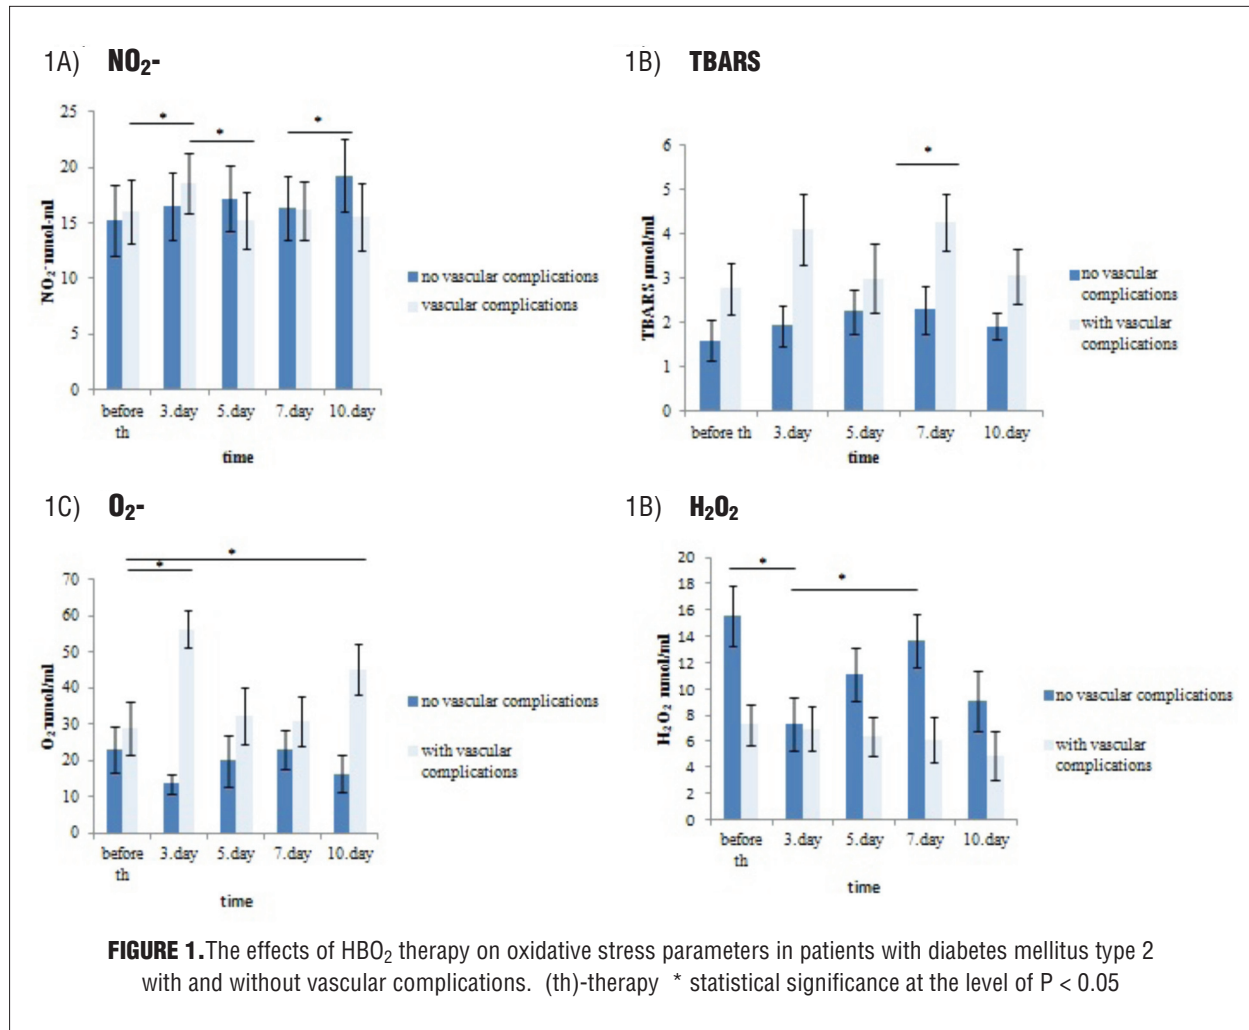 1A) NO₂-
25
20
15
10
5
0
NO₂-nmol-ml
* * *
before th 3.day 5.day 7.day 10.day
time
no vascular complications
vascular complications
1B) TBARS
6
5
4
3
2
1
0
TBARS µmol/ml
*
before th 3.day 5.day 7.day 10.day
time
no vascular
complications
with vascular
complications
1C) O₂-
70
60
50
40
30
20
10
0
O₂nmol/ml
* *
before th 3.day 5.day 7.day 10.day
time
no vascular complications
with vascular
complications
1B) H₂O₂
20
18
16
14
12
10
8
6
4
2
0
H₂O₂ nmol/ml
* *
before th 3.day 5.day 7.day 10.day
time
no vascular complications
with vascular
complications
FIGURE 1.The effects of HBO₂ therapy on oxidative stress parameters in patients with diabetes mellitus type 2
with and without vascular complications. (th)-therapy * statistical significance at the level of P < 0.05